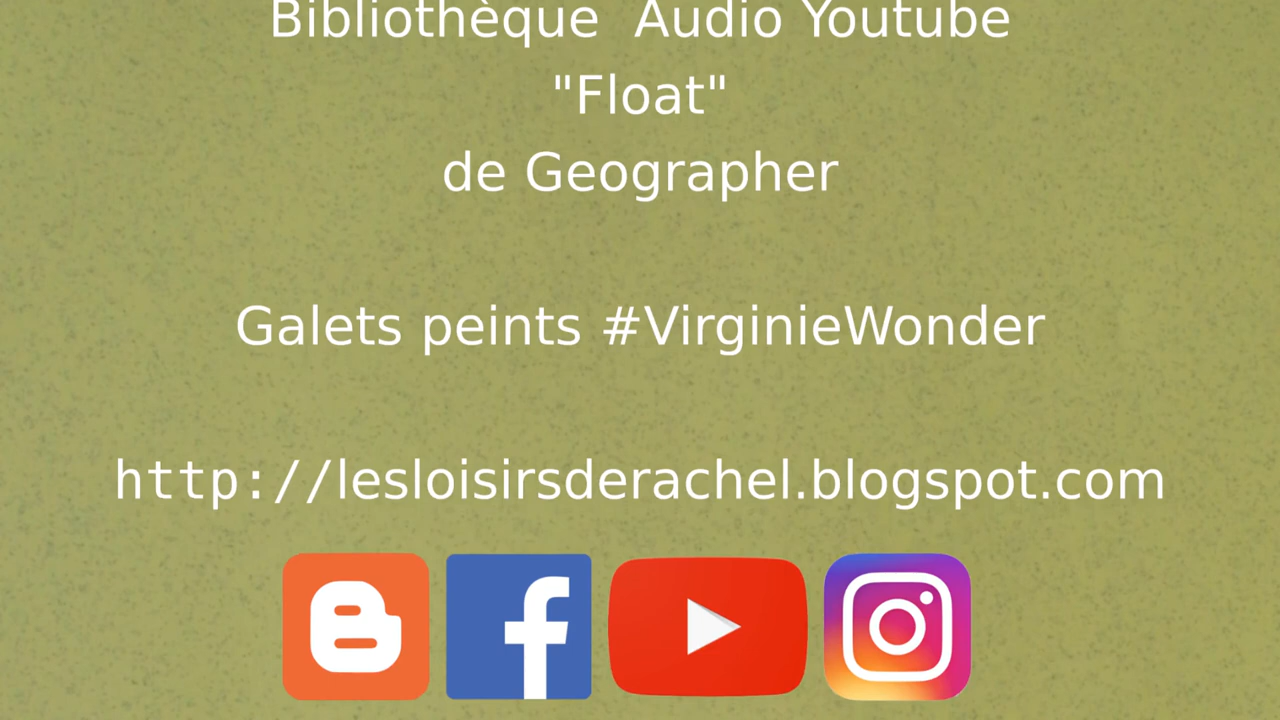 Bibliothèque Audio Youtube
"Float"
de Geographer
Galets peints #VirginieWonder
http://lesloisirsderachel.blogspot.com